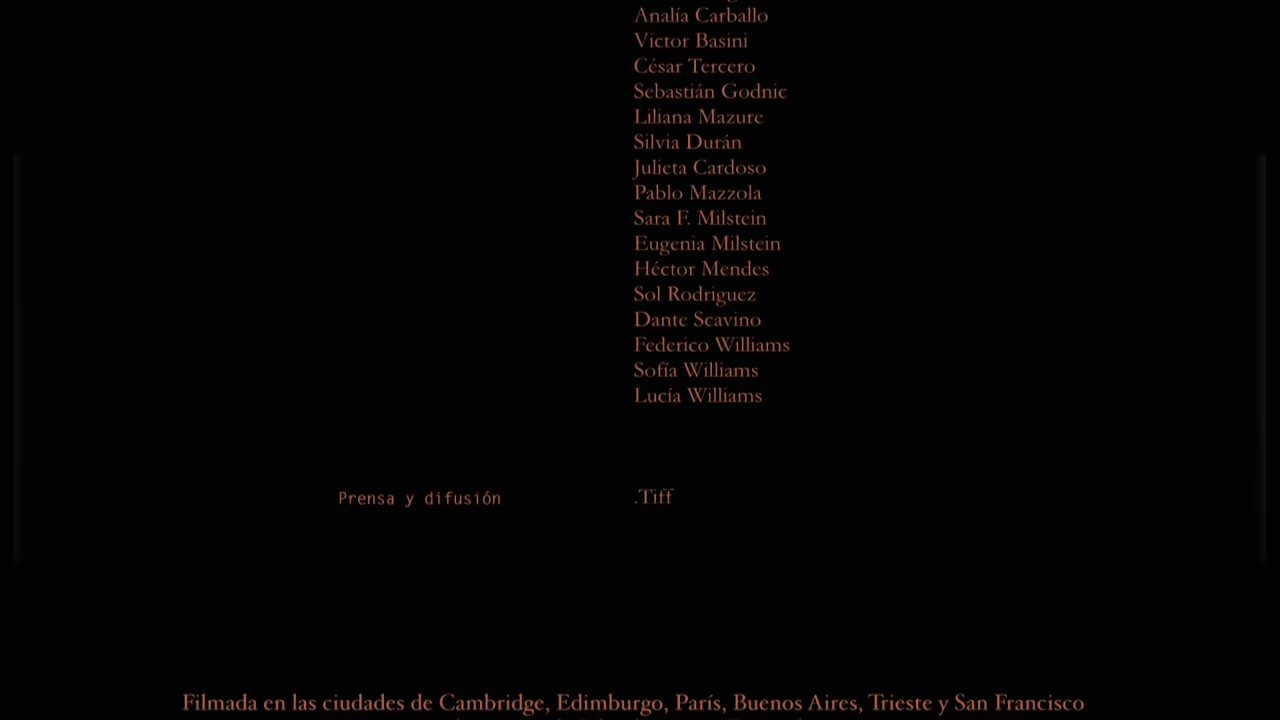 Analía Carballo
Victor Basini
César Tercero
Sebastián Godnic
Liliana Mazure
Silvia Durán
Julieta Cardoso
Pablo Mazzola
Sara F. Milstein
Eugenia Milstein
Héctor Mendes
Sol Rodriguez
Dante Scavino
Federico Williams
Sofía Williams
Lucía Williams
Prensa y difusión .Tiff
Filmada en las ciudades de Cambridge, Edimburgo, París, Buenos Aires, Trieste y San Francisco